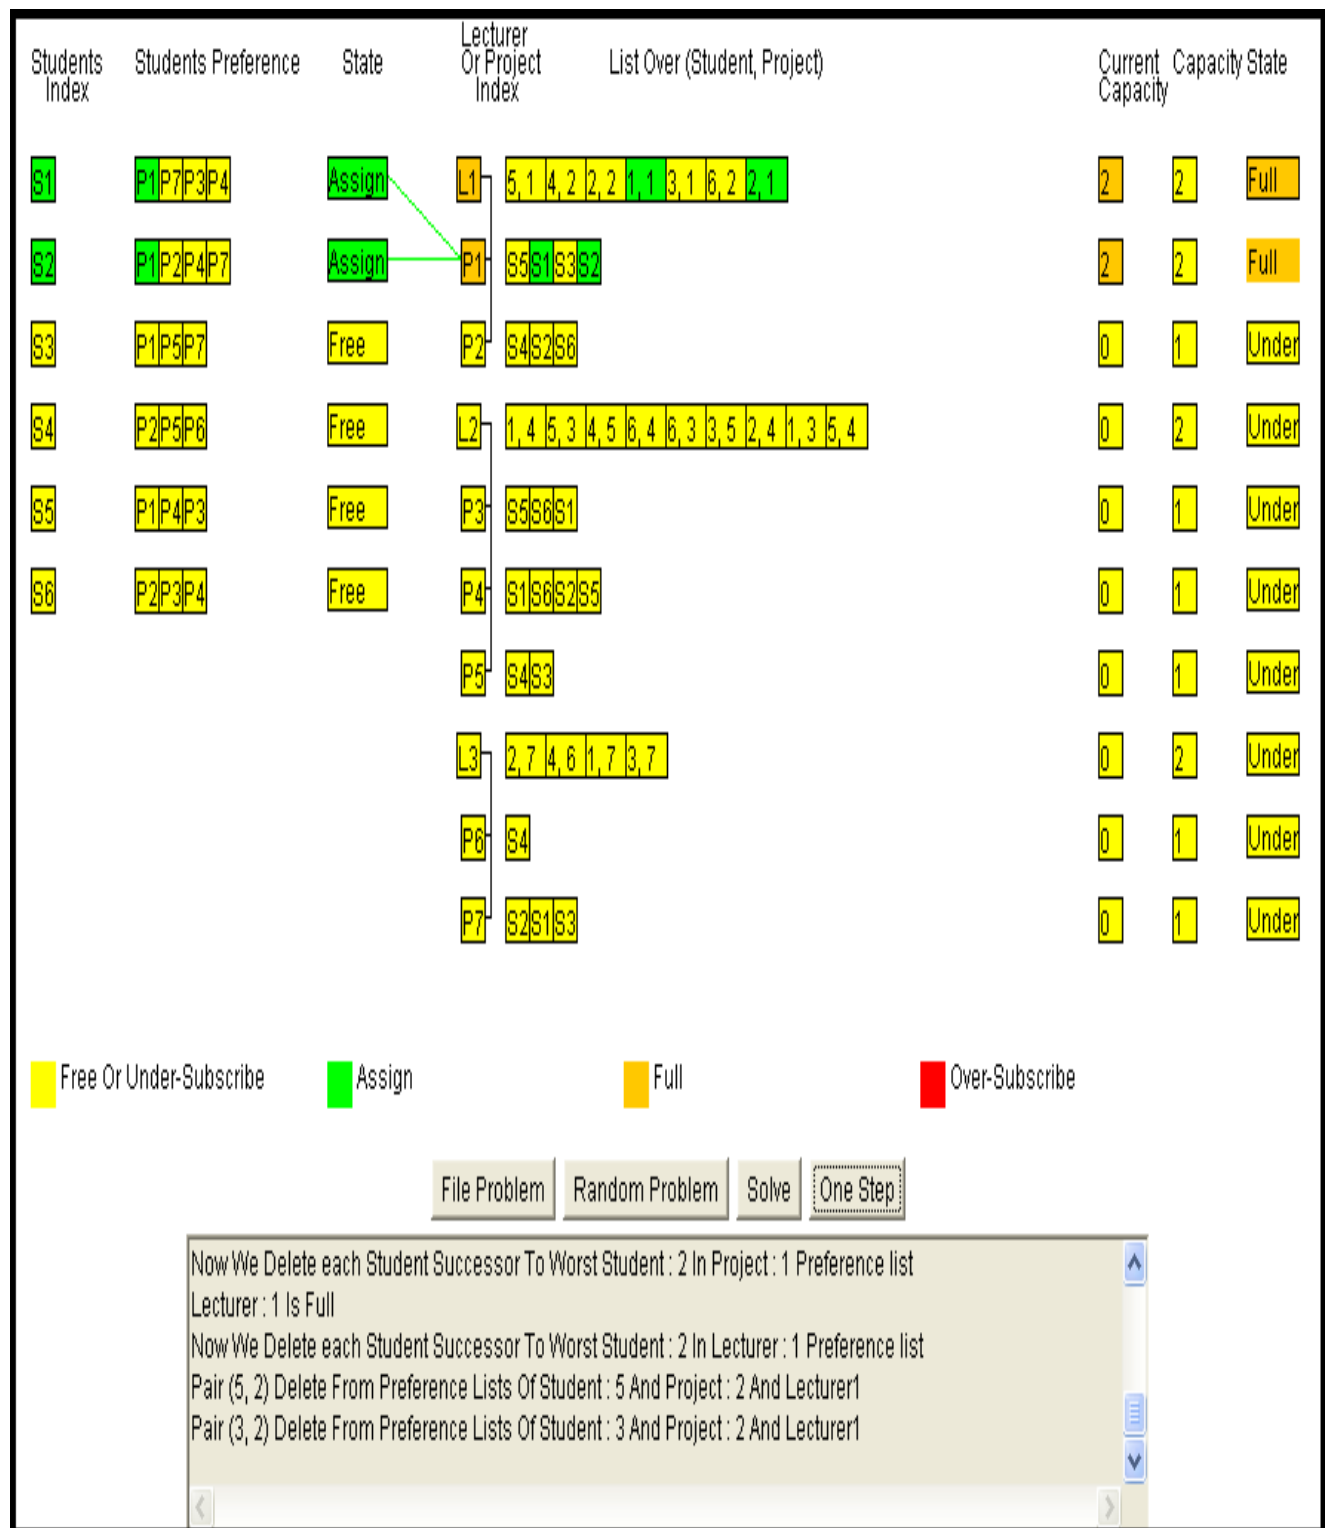 Students Index Students Preference State Lecturer Or Project Index List Over (Student, Project) Current Capacity Capacity State
S1 P1 P7 P3 P4 Assign L1 5, 1 4, 2 2, 2 1, 1 3, 1 6, 2 2, 1 2 2 Full
S2 P1 P2 P4 P7 Assign P1 S5 S1 S3 S2 2 2 Full
S3 P1 P5 P7 Free P2 S4 S2 S6 0 1 Under
S4 P2 P5 P6 Free L2 1, 4 5, 3 4, 5 6, 4 6, 3 3, 5 2, 4 1, 3 5, 4 0 2 Under
S5 P1 P4 P3 Free P3 S5 S6 S1 0 1 Under
S6 P2 P3 P4 Free P4 S1 S6 S2 S5 0 1 Under
P5 S4 S3 0 1 Under
L3 2, 7 4, 6 1, 7 3, 7 0 2 Under
P6 S4 0 1 Under
P7 S2 S1 S3 0 1 Under
Free Or Under-Subscribe Assign Full Over-Subscribe
File Problem Random Problem Solve One Step
Now We Delete each Student Successor To Worst Student : 2 In Project : 1 Preference list
Lecturer : 1 Is Full
Now We Delete each Student Successor To Worst Student : 2 In Lecturer : 1 Preference list
Pair (5, 2) Delete From Preference Lists Of Student : 5 And Project : 2 And Lecturer1
Pair (3, 2) Delete From Preference Lists Of Student : 3 And Project : 2 And Lecturer1